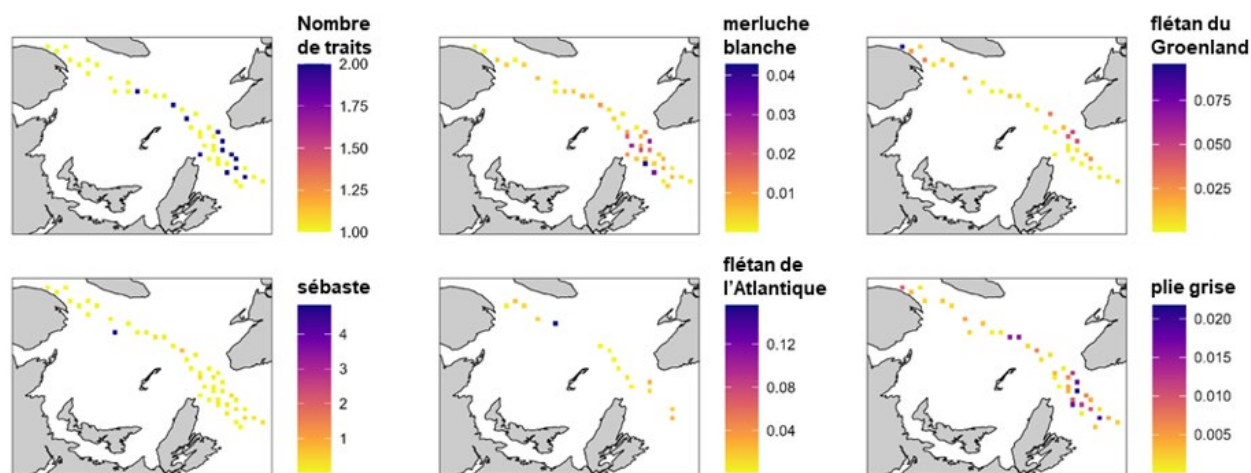 Nombre
de traits
2.00
1.75
1.50
1.25
1.00
merluche
blanche
0.04
0.03
0.02
0.01
flétan du
Groenland
0.075
0.050
0.025
sébaste
4
3
2
1
flétan de
l'Atlantique
0.12
0.08
0.04
plie grise
0.020
0.015
0.010
0.005